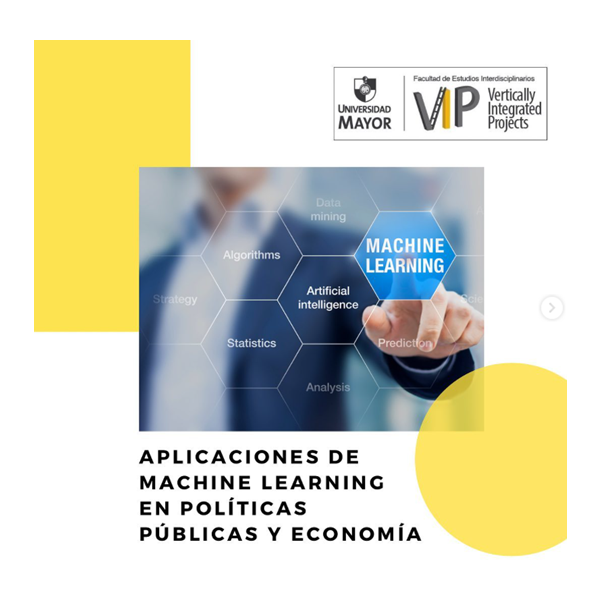 UNIVERSIDAD
MAYOR
Facultad de Estudios Interdisciplinarios
VIP
Vertically
Integrated
Projects
Data
mining
Algorithms
MACHINE
LEARNING
Strategy
Artificial
intelligence
Statistics
Prediction
Analysis
APLICACIONES DE
MACHINE LEARNING
EN POLÍTICAS
PÚBLICAS Y ECONOMÍA